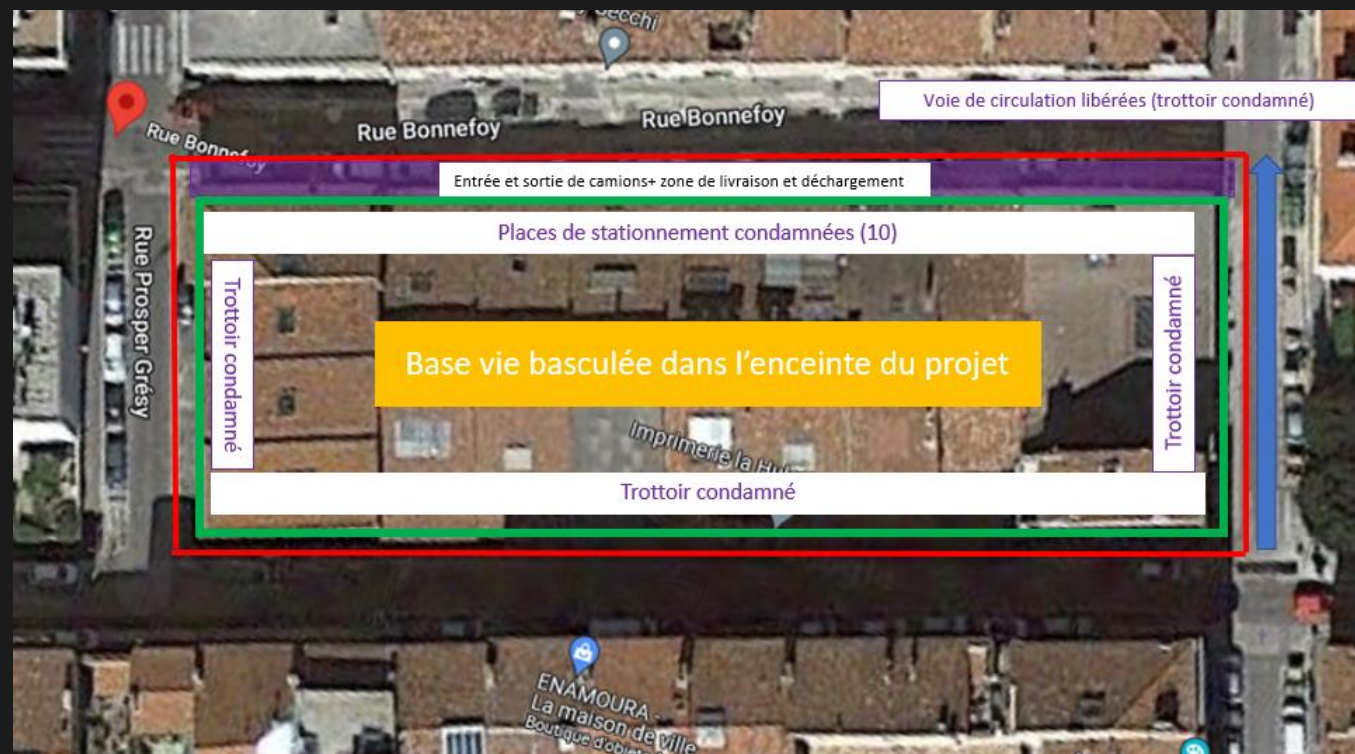 Voie de circulation libérées (trottoir condamné)
Rue Bonnefoy
Rue Bonnefoy
Rue Bonnefoy
Entrée et sortie de camions+ zone de livraison et déchargement
Places de stationnement condamnées (10)
Rue Prosper Grésy
Trottoir condamné
Trottoir condamné
Base vie basculée dans l'enceinte du projet
Imprimerie la
Trottoir condamné
ENAMOURA -
La maison de ville
Boutique